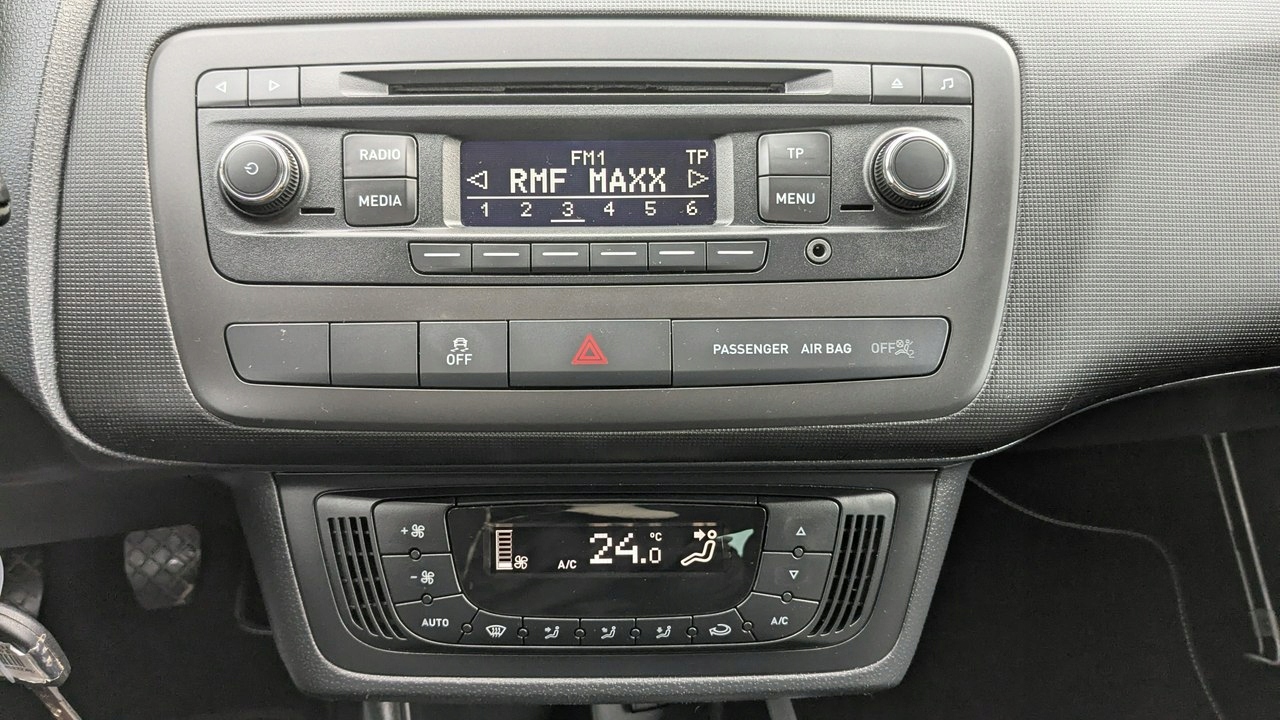 RADIO
MEDIA
FM1 TP
RMF MAXX
1 2 3 4 5 6
TP
MENU
OFF
PASSENGER AIR BAG OFF
+
-
AUTO
A/C 24.0 °C
A/C